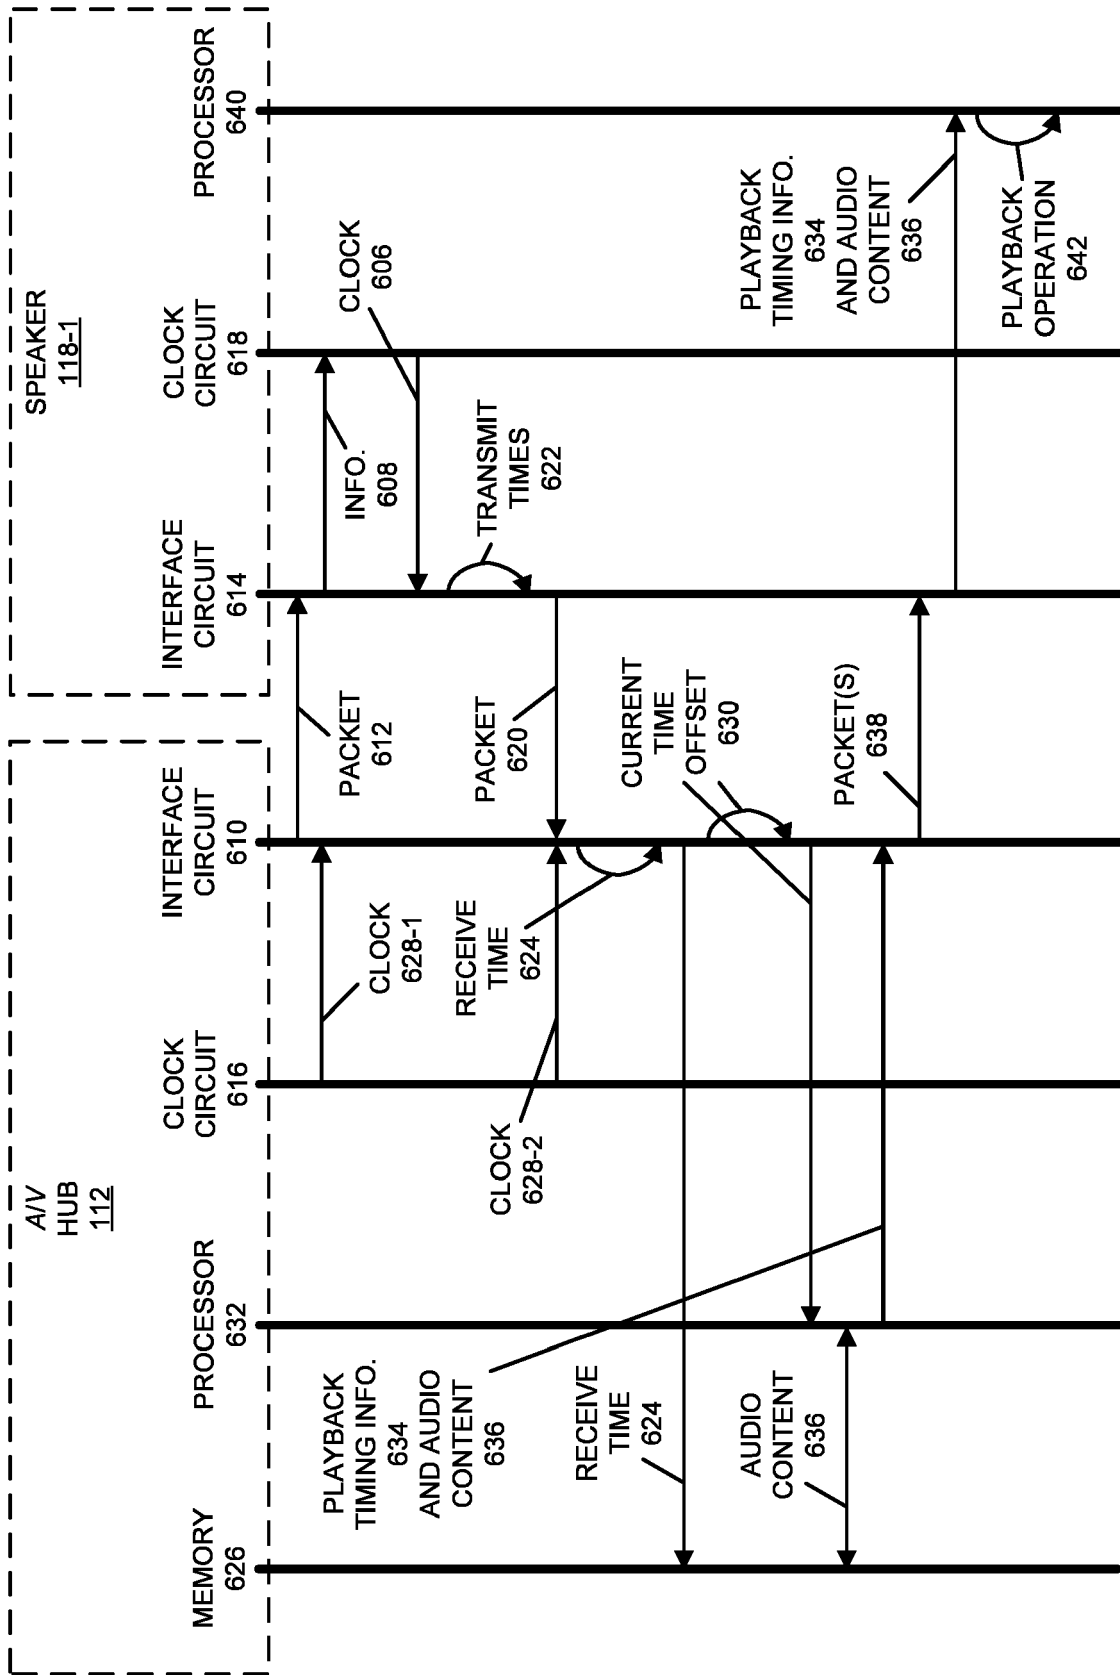 A/V
HUB
112
SPEAKER
118-1
MEMORY
626
PROCESSOR
632
CLOCK
CIRCUIT
616
INTERFACE
CIRCUIT
610
INTERFACE
CIRCUIT
614
CLOCK
CIRCUIT
618
PROCESSOR
640
PACKET
612
CLOCK
628-1
INFO.
608
CLOCK
606
TRANSMIT
TIMES
622
PACKET
620
CLOCK
628-2
RECEIVE
TIME
624
RECEIVE
TIME
624
CURRENT
TIME
OFFSET
630
AUDIO
CONTENT
636
PLAYBACK
TIMING INFO.
634
AND AUDIO
CONTENT
636
PACKET(S)
638
PLAYBACK
TIMING INFO.
634
AND AUDIO
CONTENT
636
PLAYBACK
OPERATION
642